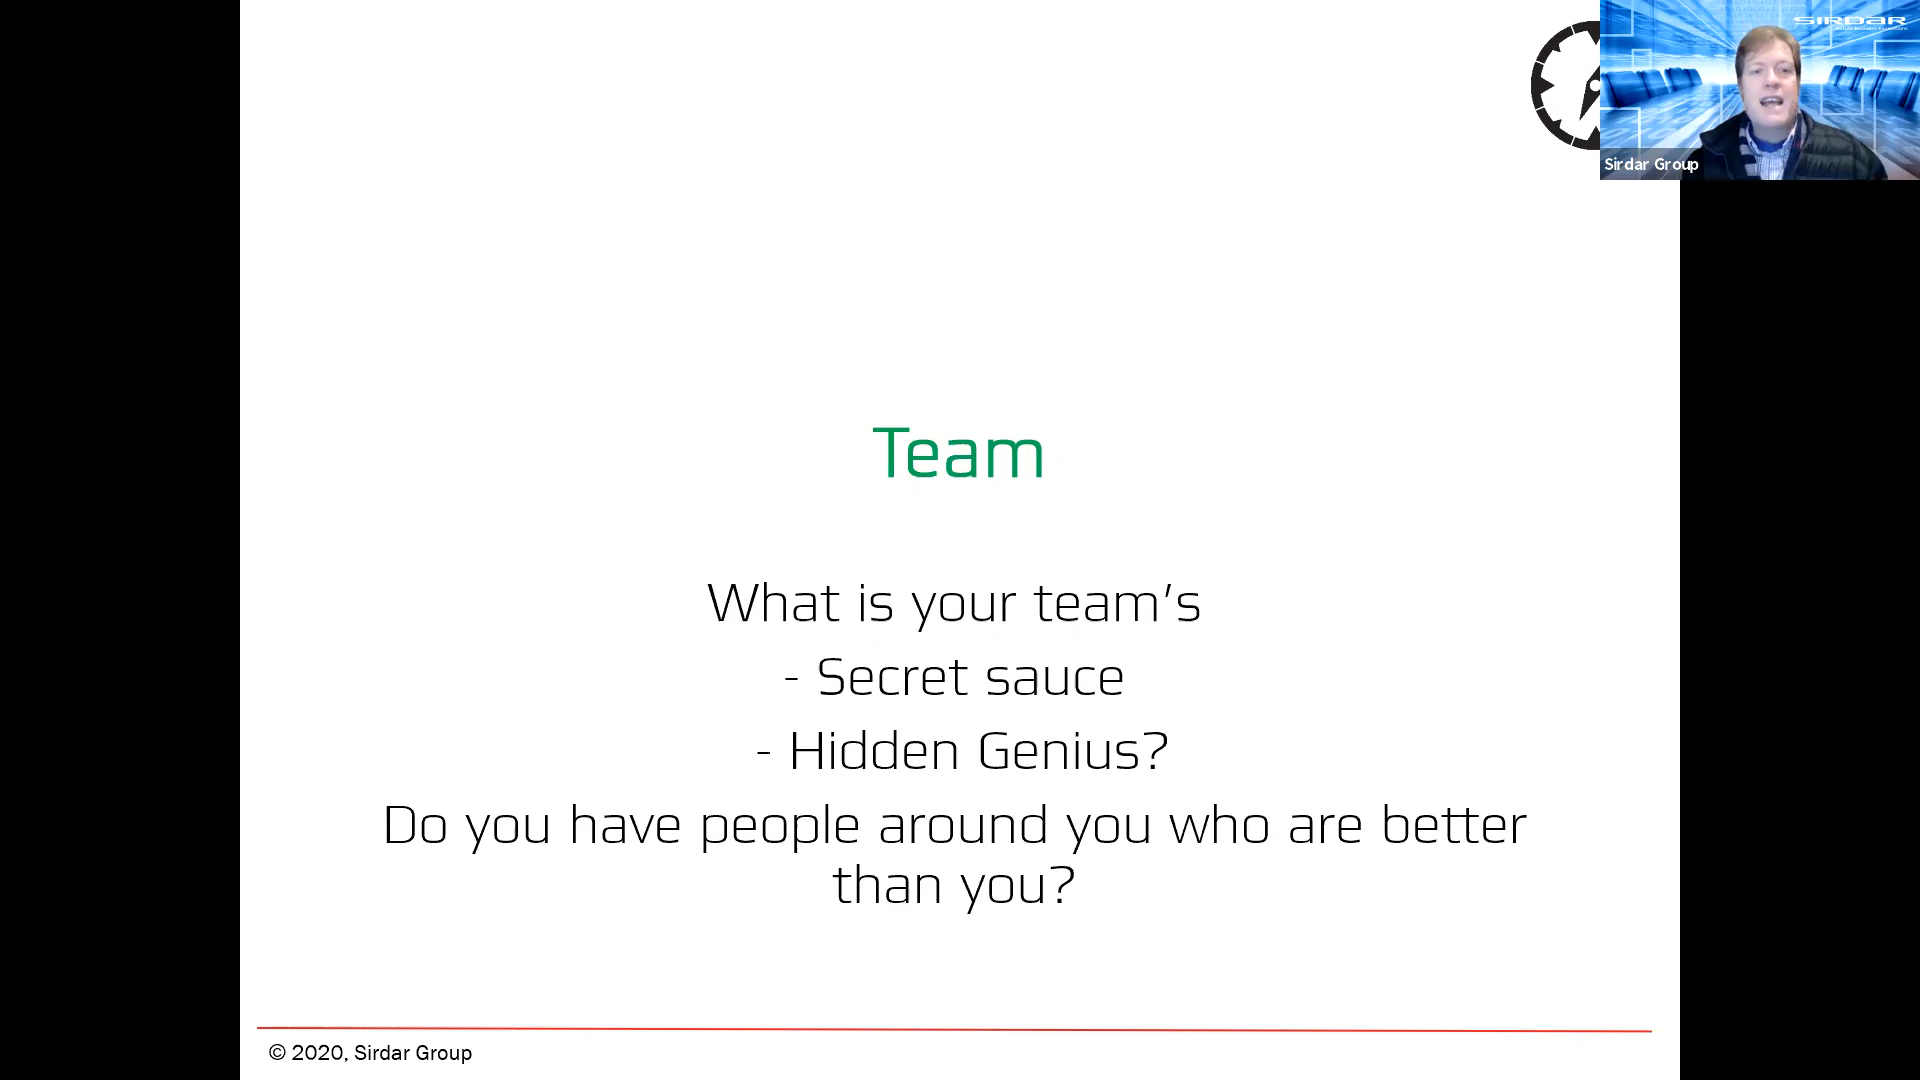 SIRDAR
Sirdar Group
Team
What is your team’s
- Secret sauce
- Hidden Genius?
Do you have people around you who are better
than you?
© 2020, Sirdar Group